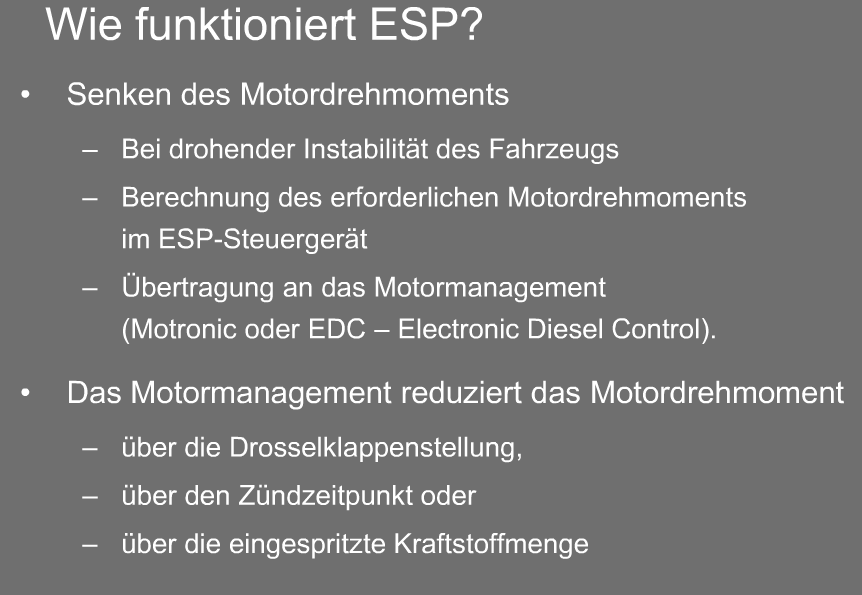 Wie funktioniert ESP?
• Senken des Motordrehmoments
– Bei drohender Instabilität des Fahrzeugs
– Berechnung des erforderlichen Motordrehmoments
im ESP-Steuergerät
– Übertragung an das Motormanagement
(Motronic oder EDC – Electronic Diesel Control).
• Das Motormanagement reduziert das Motordrehmoment
– über die Drosselklappenstellung,
– über den Zündzeitpunkt oder
– über die eingespritzte Kraftstoffmenge